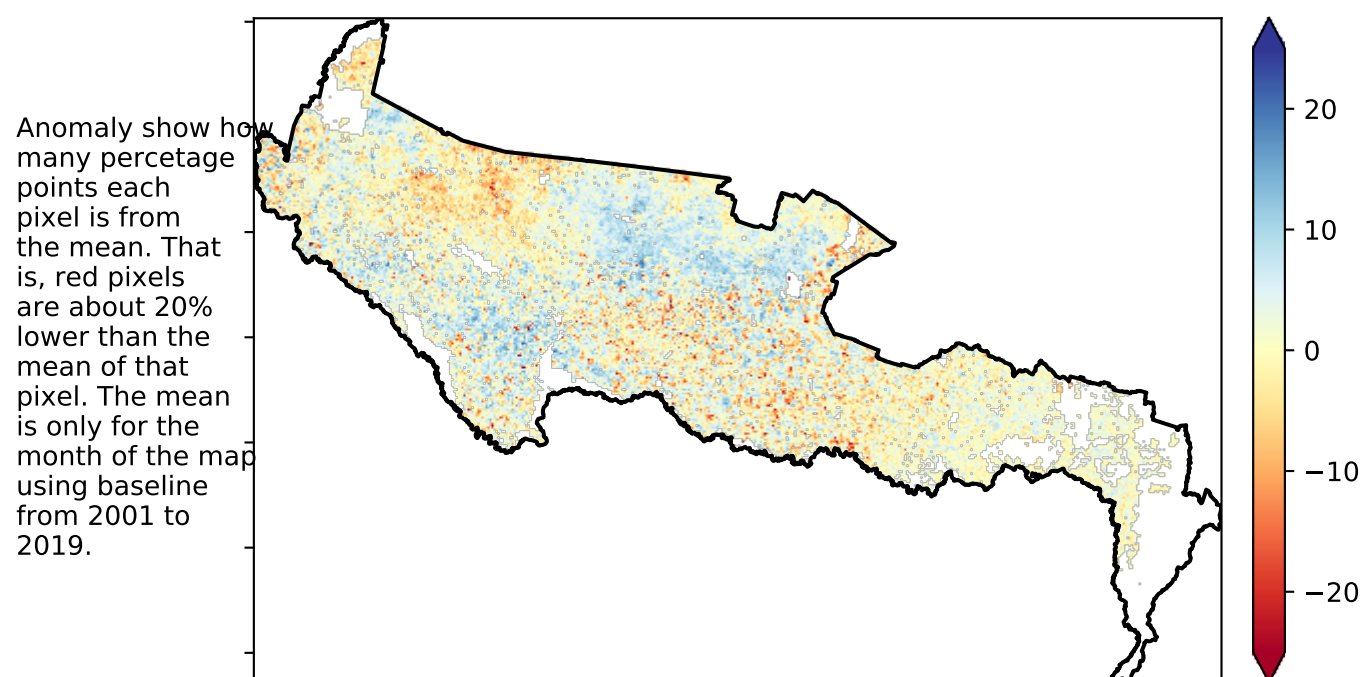 Anomaly show how
many percetage
points each
pixel is from
the mean. That
is, red pixels
are about 20%
lower than the
mean of that
pixel. The mean
is only for the
month of the map
using baseline
from 2001 to
2019.
20
10
0
−10
−20